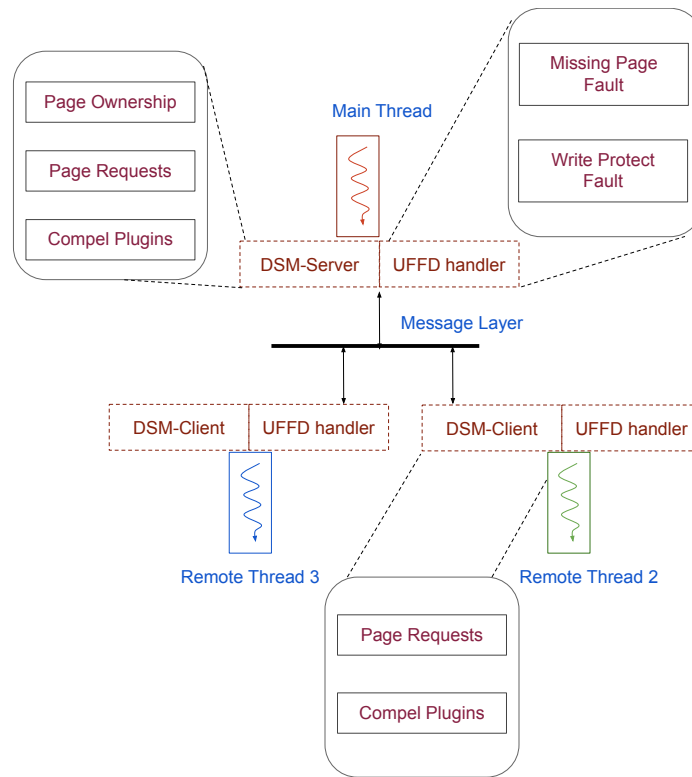 Page Ownership
Page Requests
Compel Plugins
Main Thread
Missing Page
Fault
Write Protect
Fault
DSM-Server
UFFD handler
Message Layer
DSM-Client
UFFD handler
DSM-Client
UFFD handler
Remote Thread 3
Remote Thread 2
Page Requests
Compel Plugins